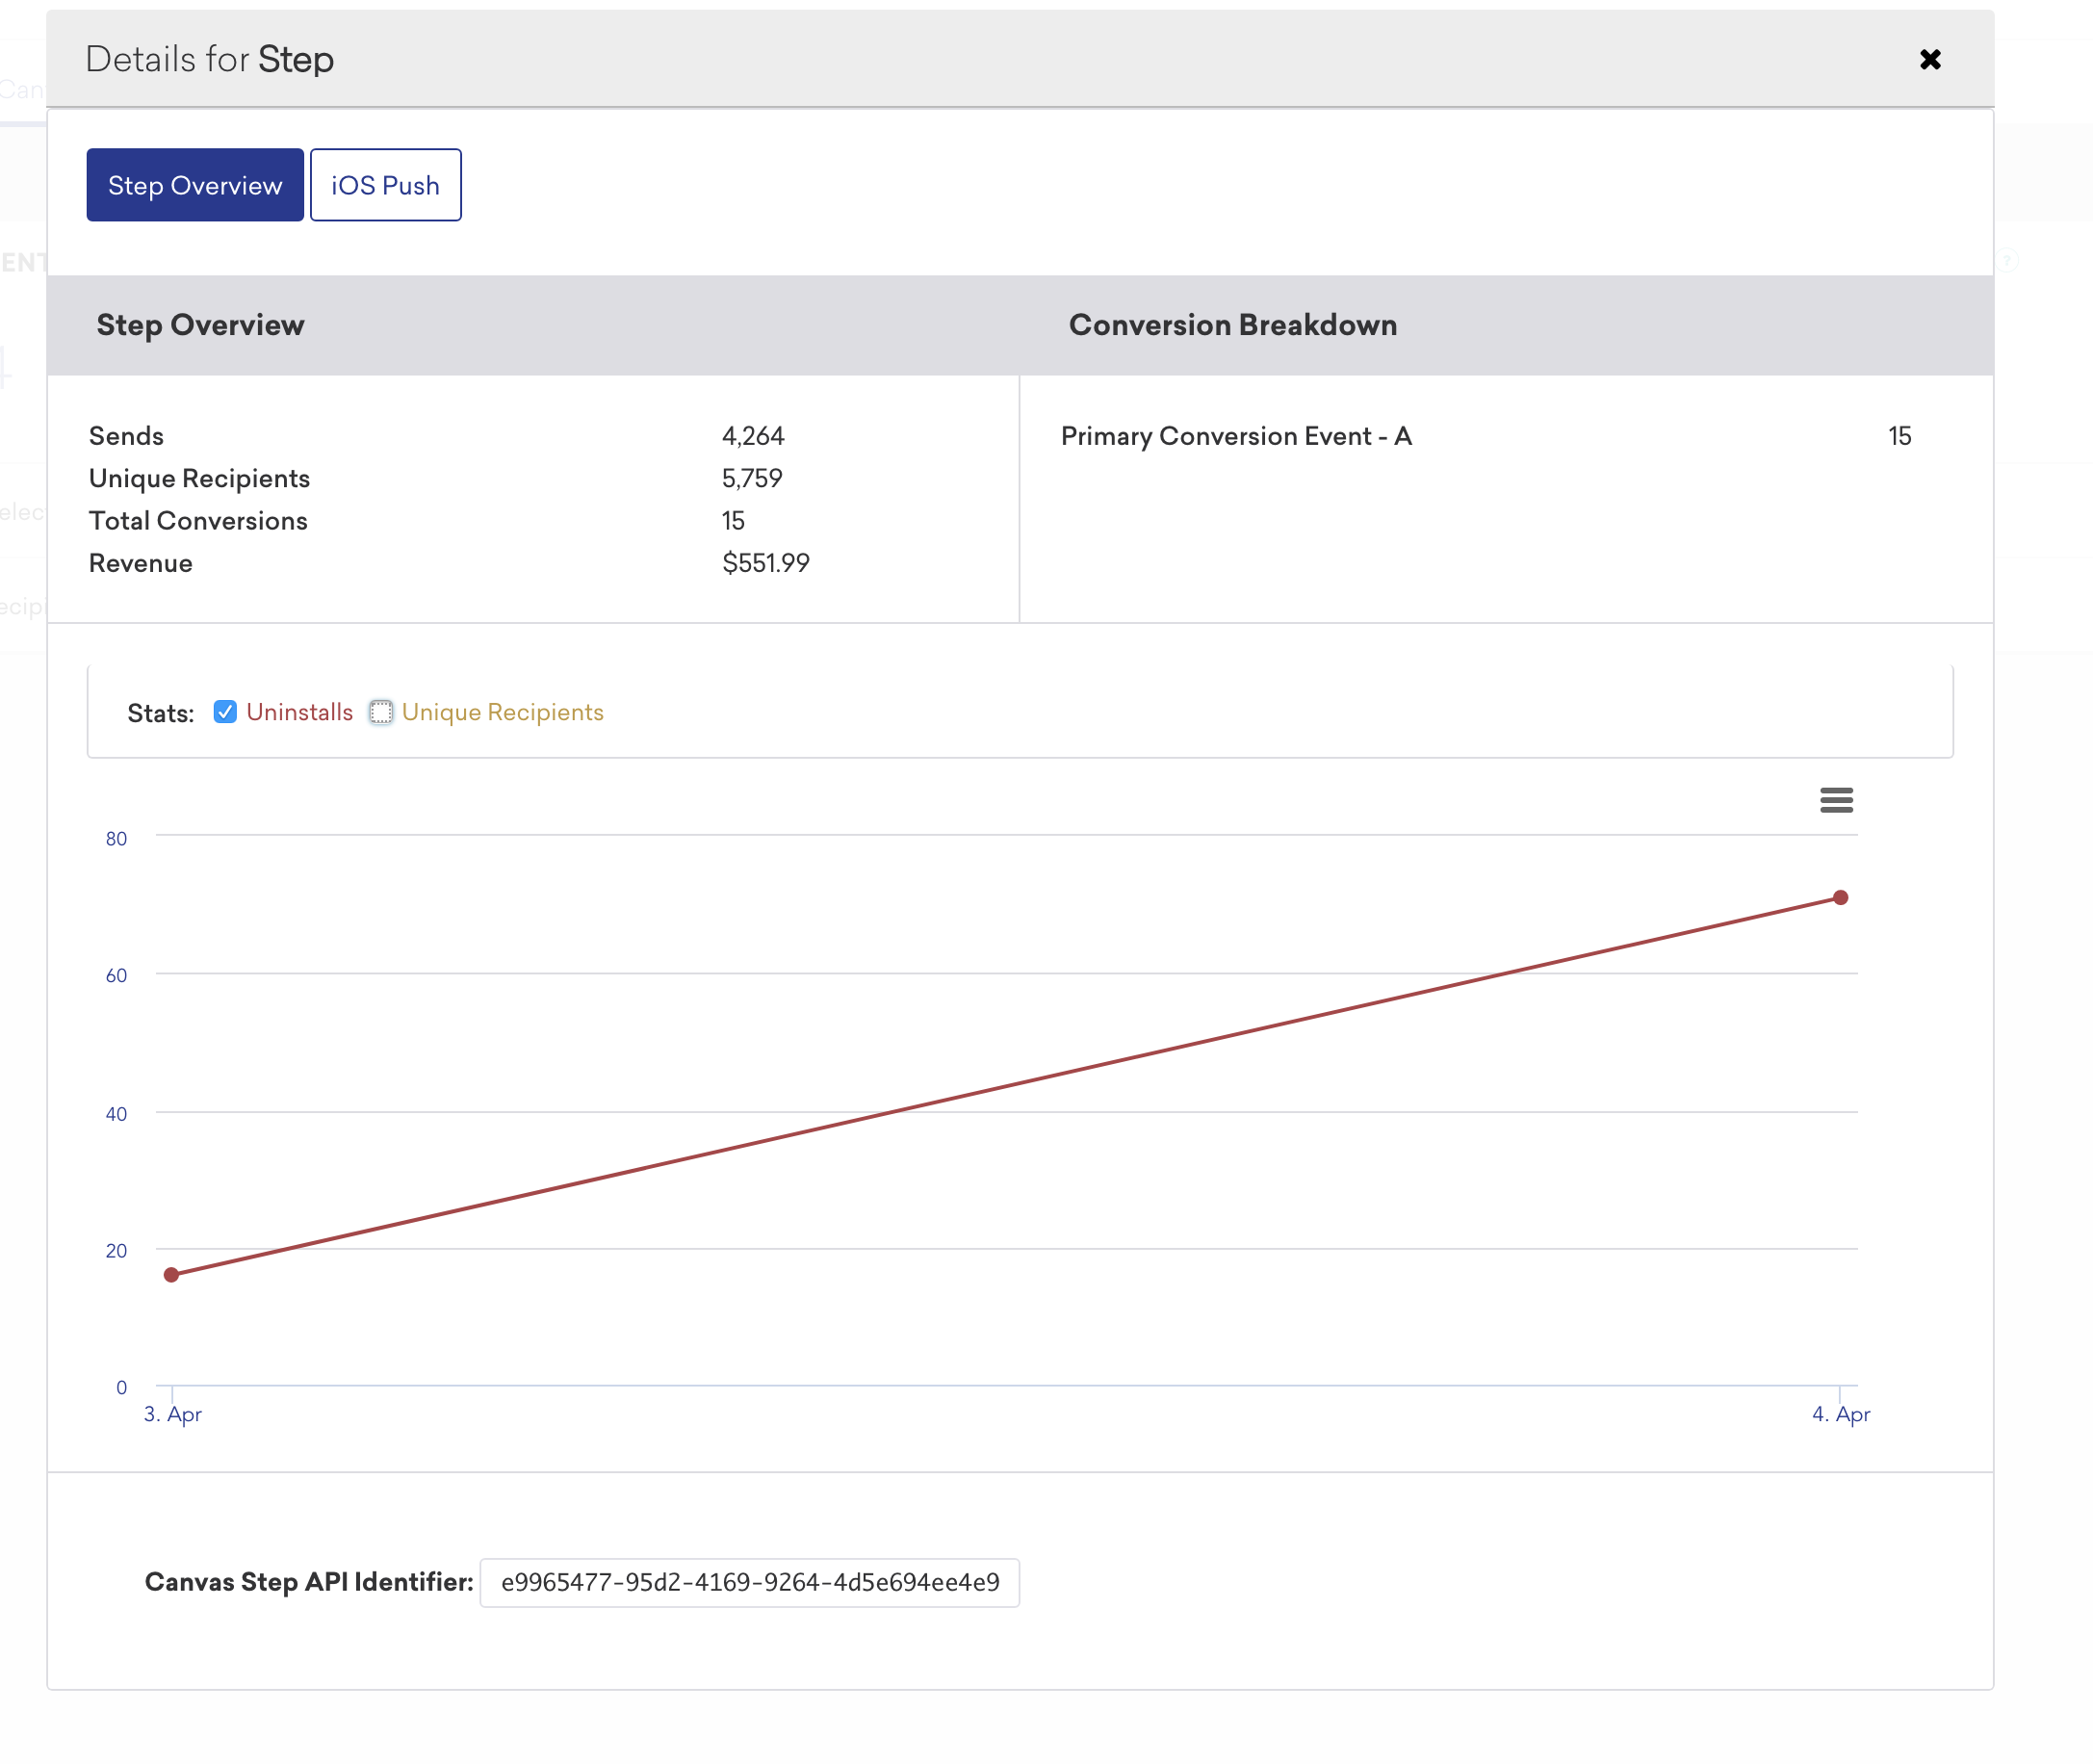 Details for Step
Step Overview
iOS Push
Step Overview
Conversion Breakdown
Sends 4,264
Unique Recipients 5,759
Total Conversions 15
Revenue $551.99
Primary Conversion Event - A 15
Stats: Uninstalls Unique Recipients
80
60
40
20
0
3. Apr
4. Apr
Canvas Step API Identifier: e9965477-95d2-4169-9264-4d5e694ee4e9